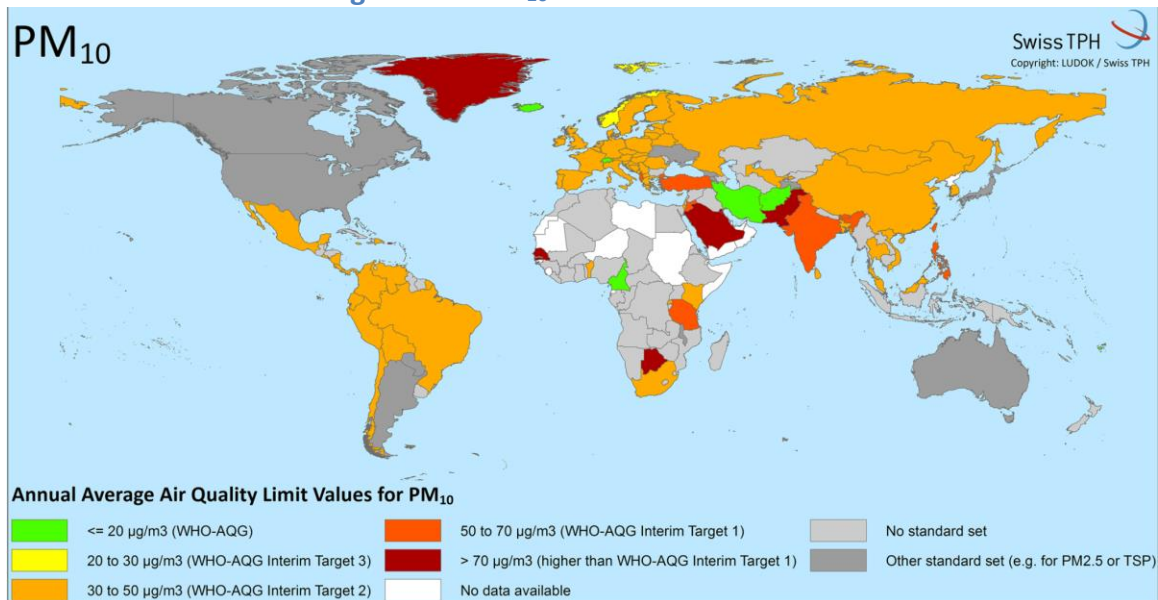 10
PM10
Swiss TPH
Copyright: LUDOK / Swiss TPH
Annual Average Air Quality Limit Values for PM10
<= 20 µg/m3 (WHO-AQG)
20 to 30 µg/m3 (WHO-AQG Interim Target 3)
30 to 50 µg/m3 (WHO-AQG Interim Target 2)
50 to 70 µg/m3 (WHO-AQG Interim Target 1)
> 70 µg/m3 (higher than WHO-AQG Interim Target 1)
No data available
No standard set
Other standard set (e.g. for PM2.5 or TSP)